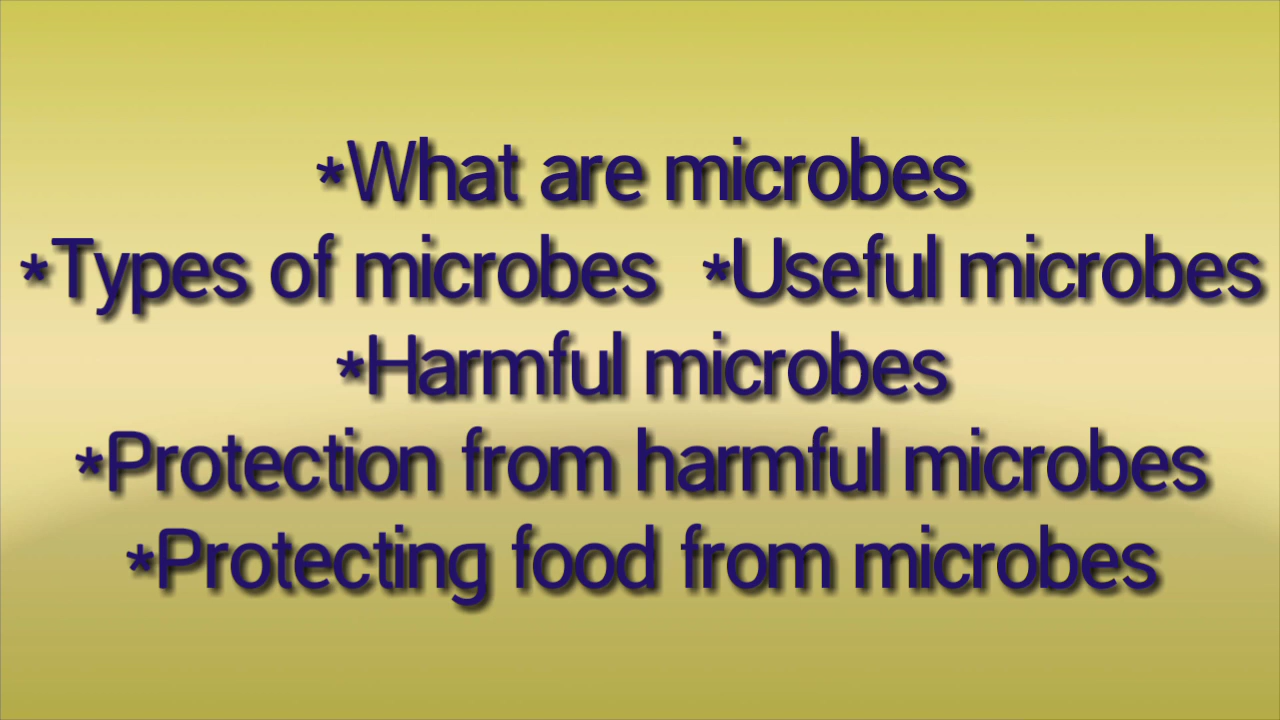 *What are microbes
*Types of microbes *Useful microbes
*Harmful microbes
*Protection from harmful microbes
*Protecting food from microbes